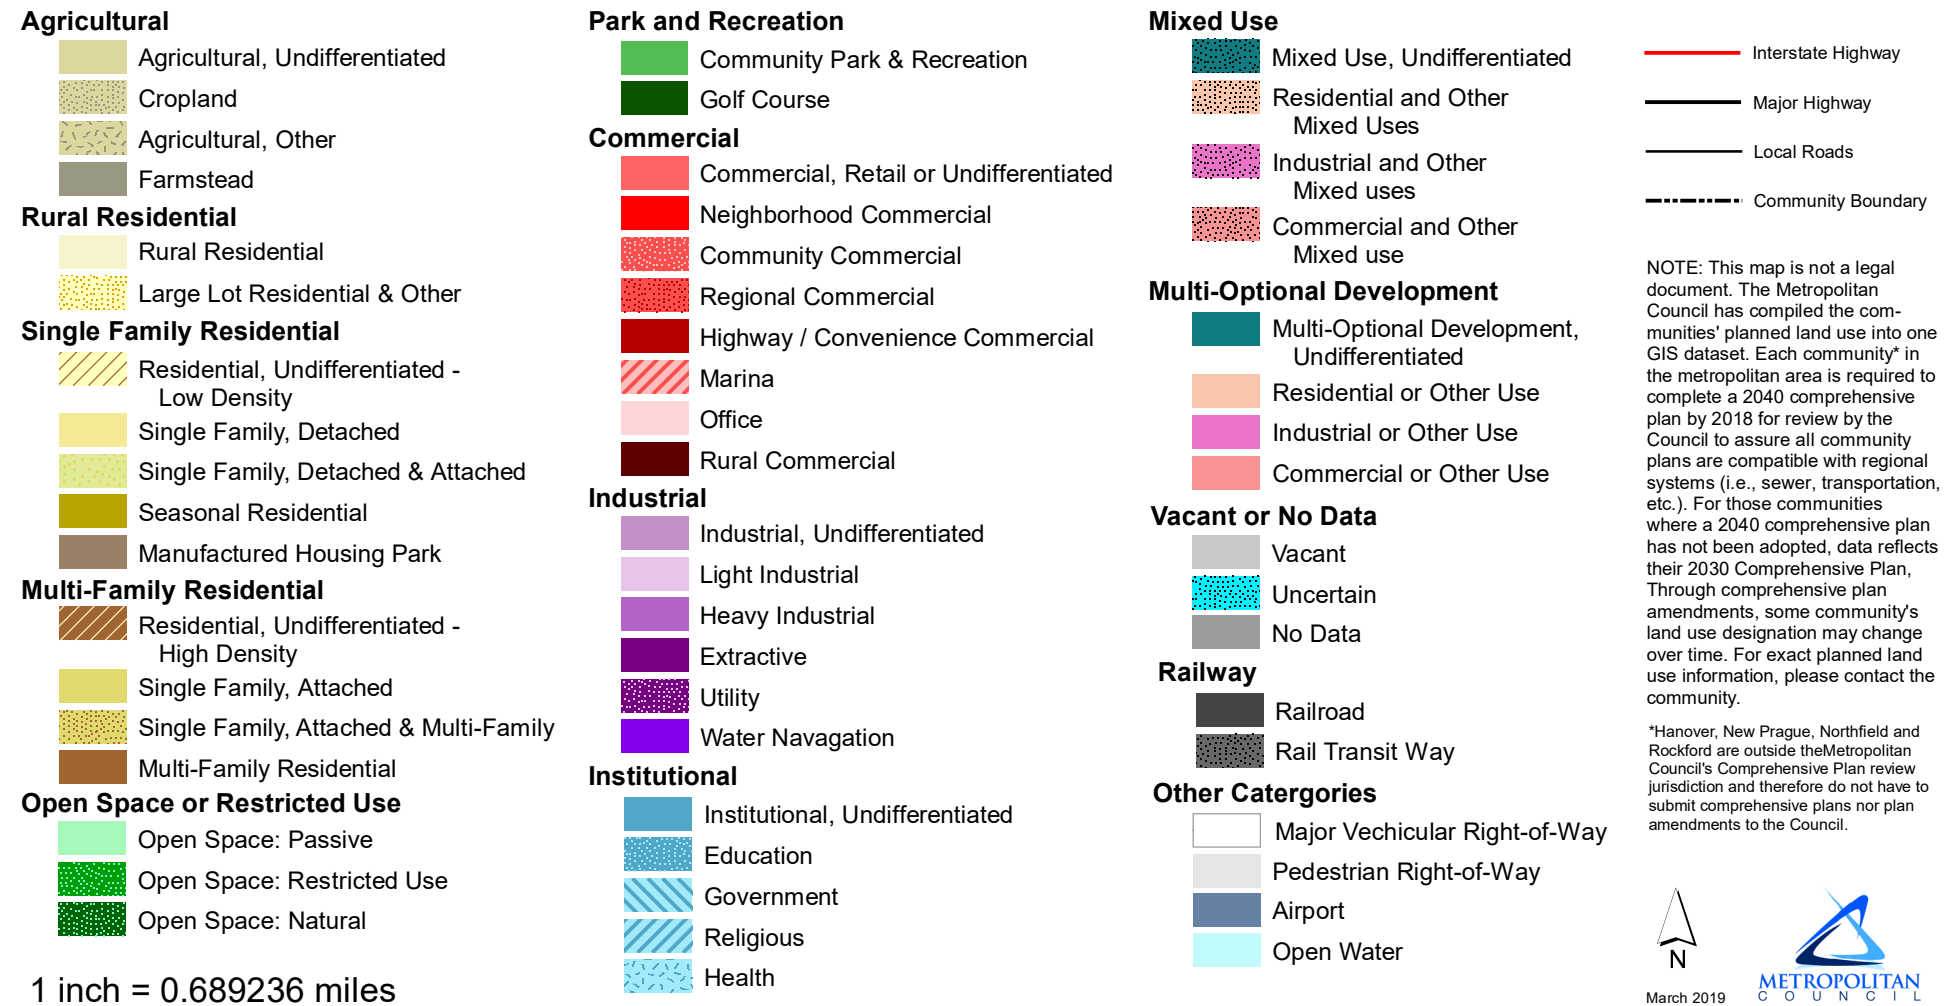 Agricultural
Agricultural, Undifferentiated
Cropland
Agricultural, Other
Farmstead
Rural Residential
Rural Residential
Large Lot Residential & Other
Single Family Residential
Residential, Undifferentiated -
Low Density
Single Family, Detached
Single Family, Detached & Attached
Seasonal Residential
Manufactured Housing Park
Multi-Family Residential
Residential, Undifferentiated -
High Density
Single Family, Attached
Single Family, Attached & Multi-Family
Multi-Family Residential
Open Space or Restricted Use
Open Space: Passive
Open Space: Restricted Use
Open Space: Natural
1 inch = 0.689236 miles
Park and Recreation
Community Park & Recreation
Golf Course
Commercial
Commercial, Retail or Undifferentiated
Neighborhood Commercial
Community Commercial
Regional Commercial
Highway / Convenience Commercial
Marina
Office
Rural Commercial
Industrial
Industrial, Undifferentiated
Light Industrial
Heavy Industrial
Extractive
Utility
Water Navagation
Institutional
Institutional, Undifferentiated
Education
Government
Religious
Health
Mixed Use
Mixed Use, Undifferentiated
Residential and Other
Mixed Uses
Industrial and Other
Mixed uses
Commercial and Other
Mixed use
Multi-Optional Development
Multi-Optional Development,
Undifferentiated
Residential or Other Use
Industrial or Other Use
Commercial or Other Use
Vacant or No Data
Vacant
Uncertain
No Data
Railway
Railroad
Rail Transit Way
Other Catergories
Major Vechicular Right-of-Way
Pedestrian Right-of-Way
Airport
Open Water
Interstate Highway
Major Highway
Local Roads
Community Boundary
NOTE: This map is not a legal
document. The Metropolitan
Council has compiled the com-
munities' planned land use into one
GIS dataset. Each community* in
the metropolitan area is required to
complete a 2040 comprehensive
plan by 2018 for review by the
Council to assure all community
plans are compatible with regional
systems (i.e., sewer, transportation,
etc.). For those communities
where a 2040 comprehensive plan
has not been adopted, data reflects
their 2030 Comprehensive Plan,
Through comprehensive plan
amendments, some community's
land use designation may change
over time. For exact planned land
use information, please contact the
community.
*Hanover, New Prague, Northfield and
Rockford are outside theMetropolitan
Council's Comprehensive Plan review
jurisdiction and therefore do not have to
submit comprehensive plans nor plan
amendments to the Council.
N
March 2019
METROPOLITAN
COUNCIL